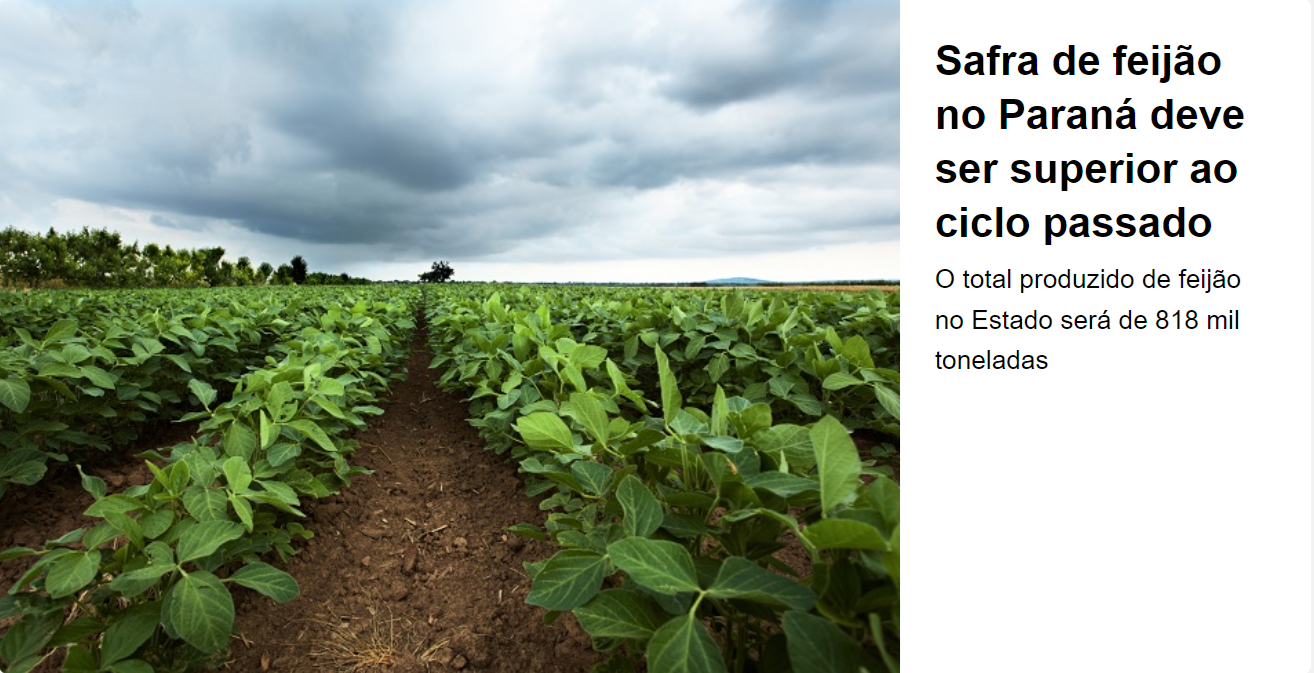 Safra de feijão
no Paraná deve
ser superior ao
ciclo passado
O total produzido de feijão
no Estado será de 818 mil
toneladas